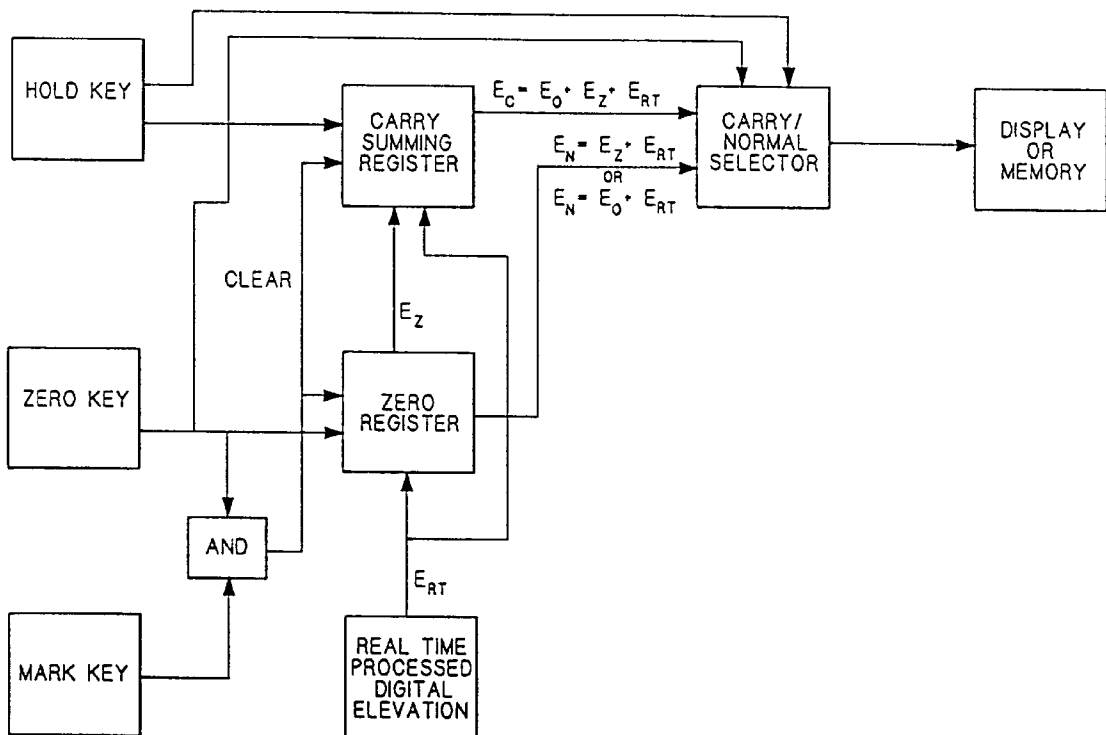 HOLD KEY
CARRY
SUMMING
REGISTER
E_C = E_O + E_Z + E_RT
E_N = E_Z + E_RT
OR
E_N = E_O + E_RT
CARRY/
NORMAL
SELECTOR
DISPLAY
OR
MEMORY
CLEAR
E_Z
ZERO KEY
ZERO
REGISTER
AND
E_RT
MARK KEY
REAL TIME
PROCESSED
DIGITAL
ELEVATION